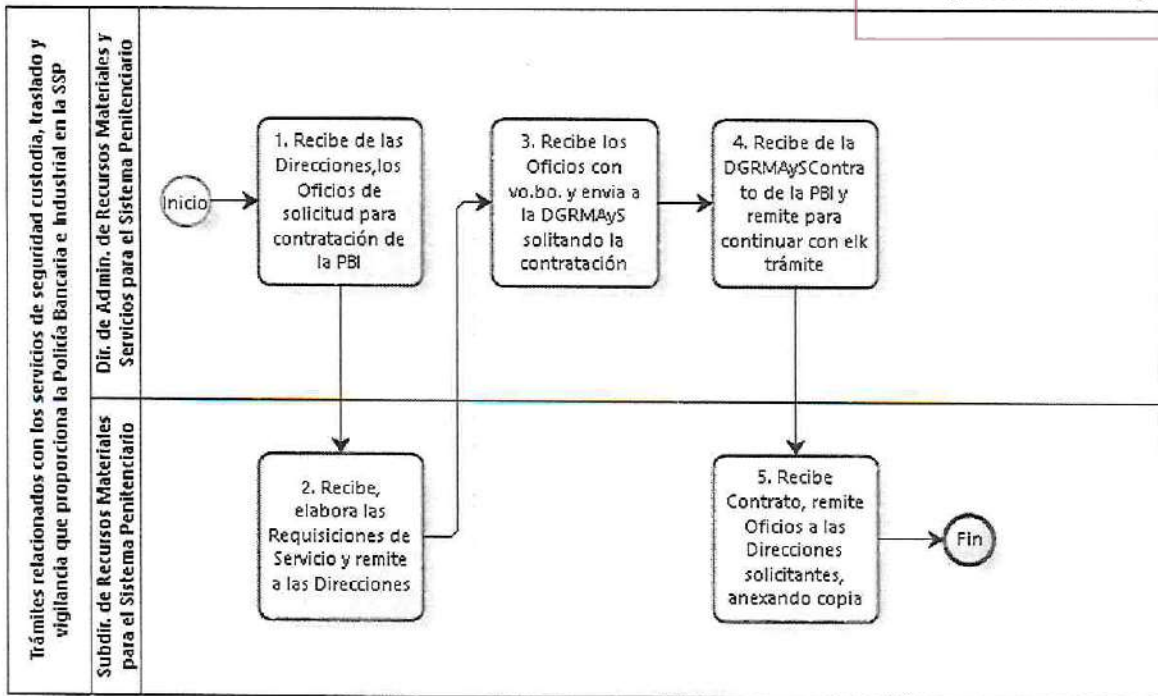 Trámites relacionados con los servicios de seguridad custodia, traslado y
vigilancia que proporciona la Policía Bancaria e Industrial en la SSP
Dir. de Admin. de Recursos Materiales y
Servicios para el Sistema Penitenciario
Inicio
1. Recibe de las
Direcciones,los
Oficios de
solicitud para
contratación de
la PBI
3. Recibe los
Oficios con
vo.bo. y envia a
la DGRMAyS
solitando la
contratación
4. Recibe de la
DGRMAySContra
to de la PBI y
remite para
continuar con elk
trámite
Subdir. de Recursos Materiales
para el Sistema Penitenciario
2. Recibe,
elabora las
Requisiciones de
Servicio y remite
a las Direcciones
5. Recibe
Contrato, remite
Oficios a las
Direcciones
solicitantes,
anexando copia
Fin